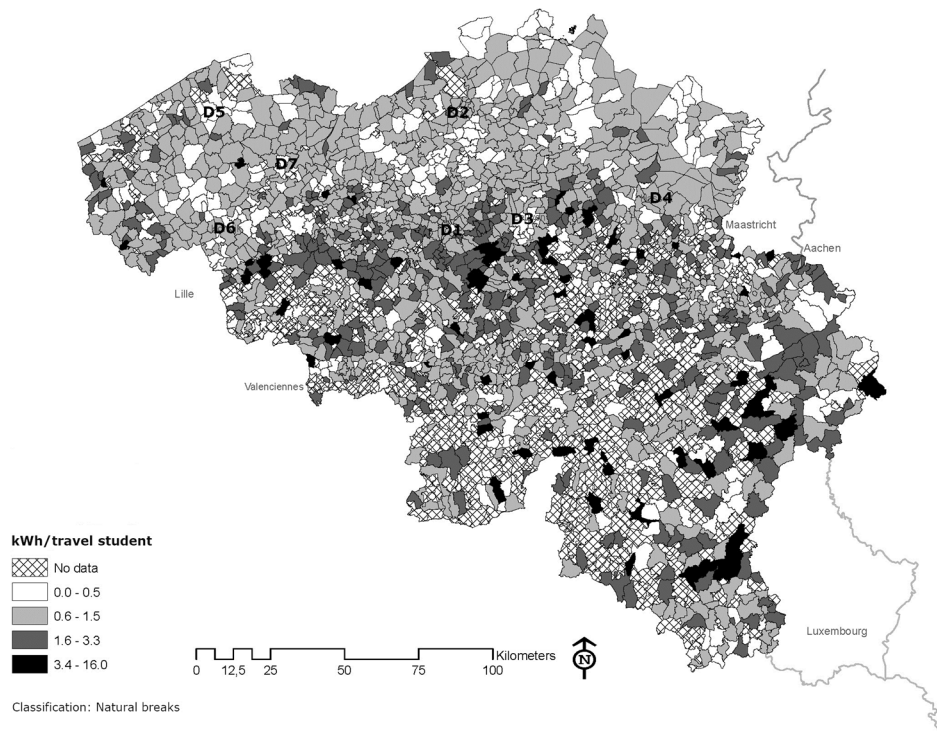 D5
D2
D7
D4
D3
D6
D1
Maastricht
Aachen
Lille
Valenciennes
kWh/travel student
No data
0.0 - 0.5
0.6 - 1.5
1.6 - 3.3
3.4 - 16.0
Luxembourg
Kilometers
0 12,5 25 50 75 100
N
Classification: Natural breaks